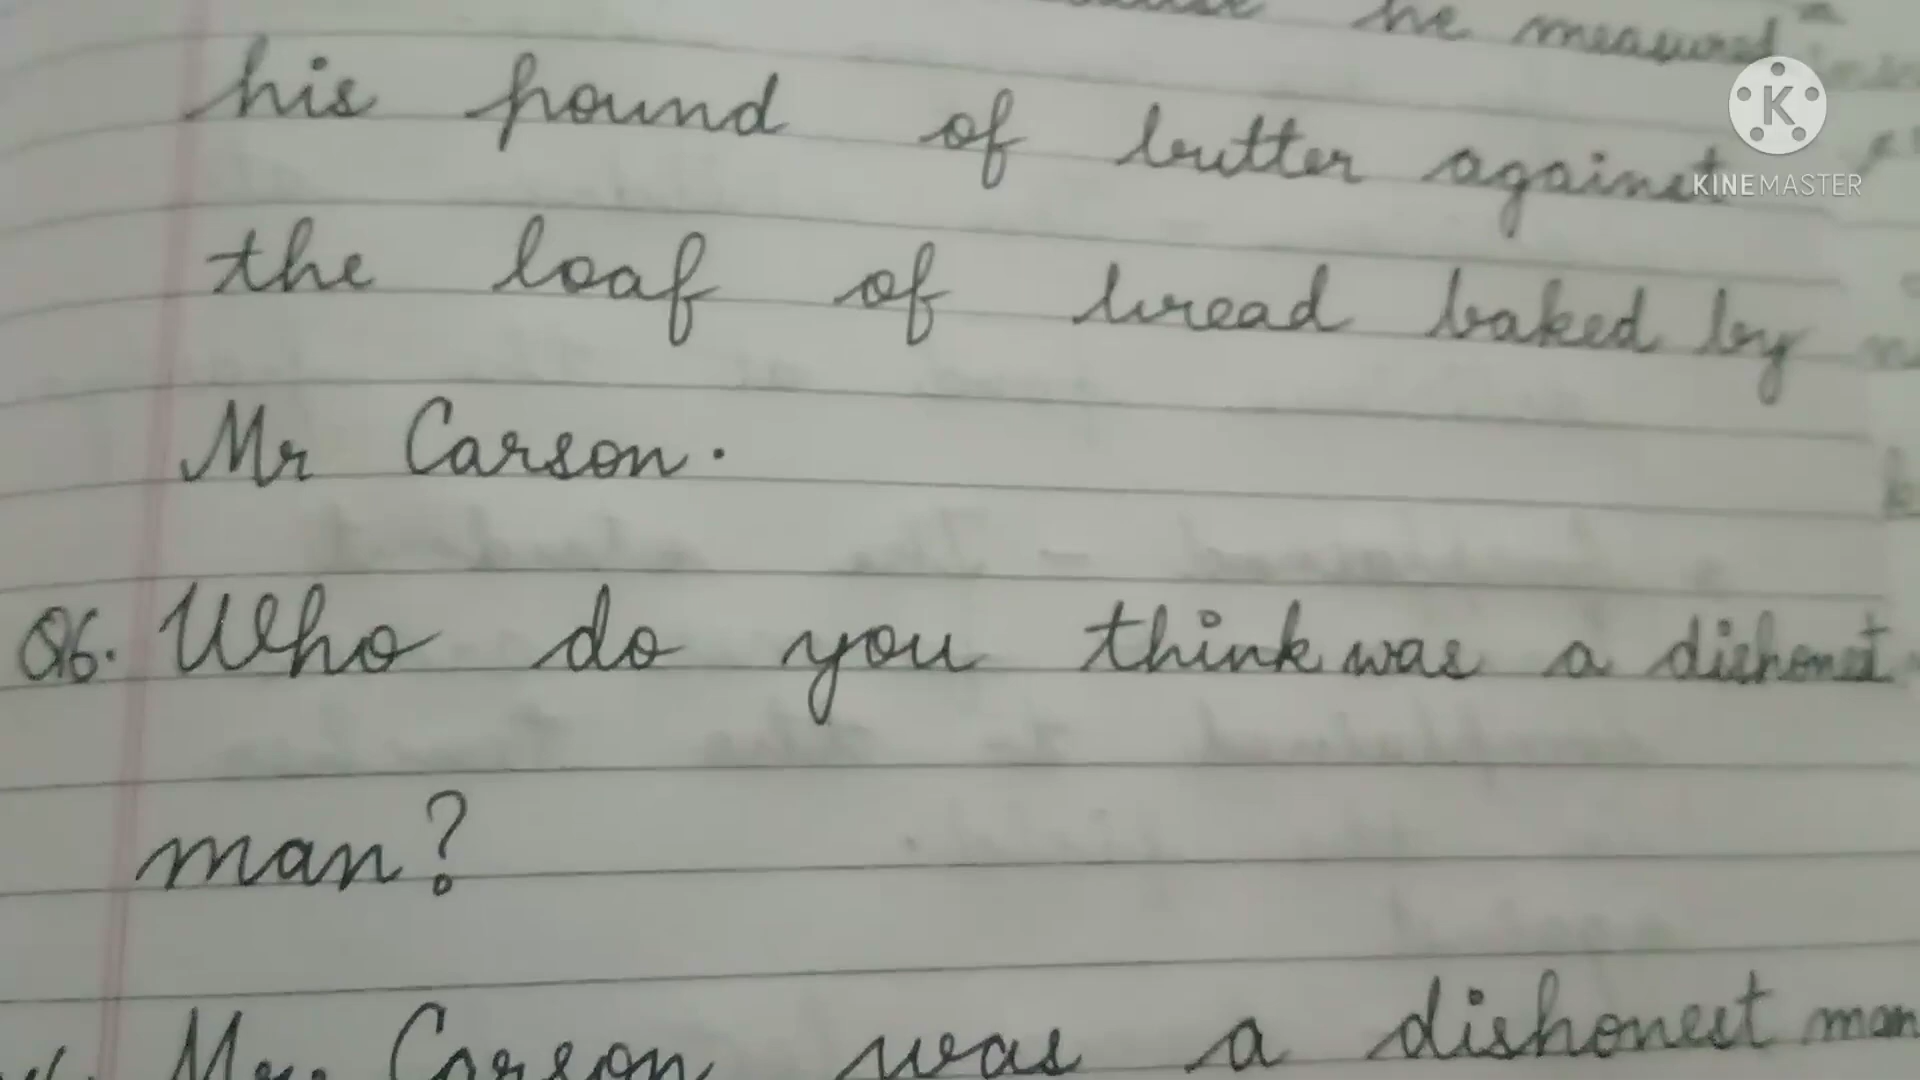 he measured
his pound of butter against
the loaf of bread baked by
Mr Carson.
Q6. Who do you think was a dishonest
man?
Mr. Carson was a dishonest man
K
KINEMASTER